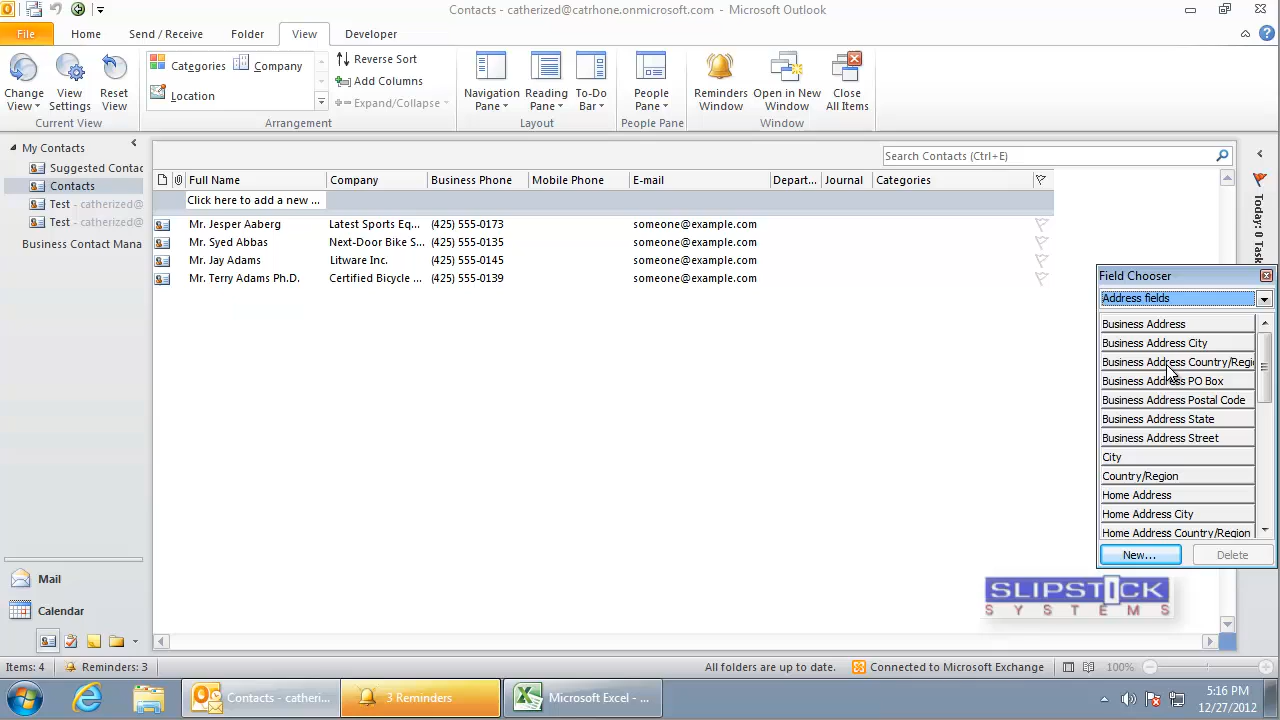 Contacts - catherized@catrhone.onmicrosoft.com - Microsoft Outlook
File Home Send / Receive Folder View Developer
Change View
View Settings
Reset View
Current View
Categories Company
Location
Reverse Sort
Add Columns
Expand/Collapse
Arrangement
Navigation Pane
Reading Pane
To-Do Bar
Layout
People Pane
People Pane
Reminders Window
Open in New Window
Close All Items
Window
My Contacts
Suggested Contac
Contacts
Test - catherized@
Test - catherized@
Business Contact Mana
Search Contacts (Ctrl+E)
Full Name Company Business Phone Mobile Phone E-mail Depart... Journal Categories
Click here to add a new ...
Mr. Jesper Aaberg Latest Sports Eq... (425) 555-0173 someone@example.com
Mr. Syed Abbas Next-Door Bike S... (425) 555-0135 someone@example.com
Mr. Jay Adams Litware Inc. (425) 555-0145 someone@example.com
Mr. Terry Adams Ph.D. Certified Bicycle ... (425) 555-0139 someone@example.com
Today: 0 Task
Field Chooser
Address fields
Business Address
Business Address City
Business Address Country/Regi
Business Address PO Box
Business Address Postal Code
Business Address State
Business Address Street
City
Country/Region
Home Address
Home Address City
Home Address Country/Region
New... Delete
SLIPSTICK
SYSTEMS
Mail
Calendar
Items: 4 Reminders: 3 All folders are up to date. Connected to Microsoft Exchange 100%
Contacts - catheri... 3 Reminders Microsoft Excel - ... 5:16 PM
12/27/2012